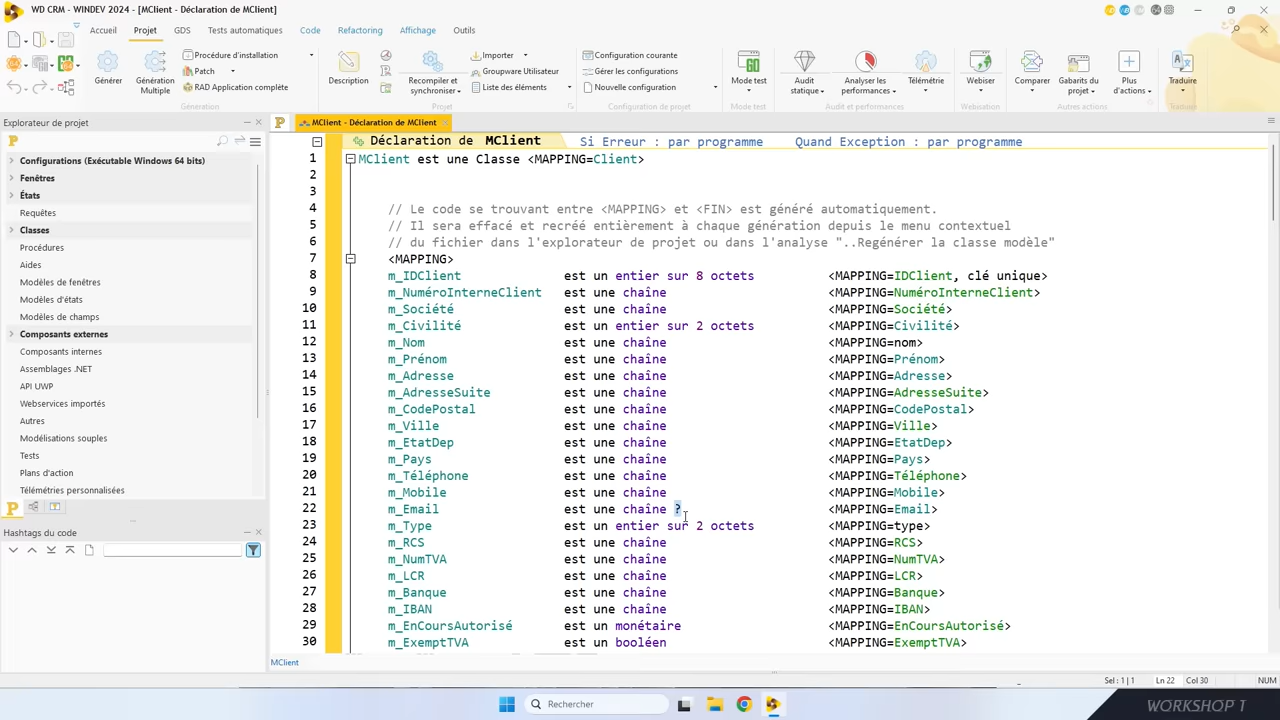 WD CRM - WINDEV 2024 - [MClient - Déclaration de MClient]
Accueil Projet GDS Tests automatiques Code Refactoring Affichage Outils
Générer
Génération Multiple
Procédure d'installation
Patch
RAD Application complète
Génération
Description
Recompiler et synchroniser
Importer
Groupware Utilisateur
Liste des éléments
Projet
Configuration courante
Gérer les configurations
Nouvelle configuration
Configuration de projet
Mode test
Mode test
Audit statique
Analyser les performances
Télémétrie
Audit et performances
Webiser
Webisation
Comparer
Gabarits du projet
Plus d'actions
Autres actions
Traduire
Traduire
Explorateur de projet
Configurations (Exécutable Windows 64 bits)
Fenêtres
États
Requêtes
Classes
Procédures
Aides
Modèles de fenêtres
Modèles d'états
Modèles de champs
Composants externes
Composants internes
Assemblages .NET
API UWP
Webservices importés
Autres
Modélisations souples
Tests
Plans d'action
Télémétries personnalisées
Hashtags du code
MClient - Déclaration de MClient
Déclaration de MClient Si Erreur : par programme Quand Exception : par programme
1 MClient est une Classe <MAPPING=Client>
2
3
4 // Le code se trouvant entre <MAPPING> et <FIN> est généré automatiquement.
5 // Il sera effacé et recréé entièrement à chaque génération depuis le menu contextuel
6 // du fichier dans l'explorateur de projet ou dans l'analyse "..Regénérer la classe modèle"
7 <MAPPING>
8 m_IDClient est un entier sur 8 octets <MAPPING=IDClient, clé unique>
9 m_NuméroInterneClient est une chaîne <MAPPING=NuméroInterneClient>
10 m_Société est une chaîne <MAPPING=Société>
11 m_Civilité est un entier sur 2 octets <MAPPING=Civilité>
12 m_Nom est une chaîne <MAPPING=nom>
13 m_Prénom est une chaîne <MAPPING=Prénom>
14 m_Adresse est une chaîne <MAPPING=Adresse>
15 m_AdresseSuite est une chaîne <MAPPING=AdresseSuite>
16 m_CodePostal est une chaîne <MAPPING=CodePostal>
17 m_Ville est une chaîne <MAPPING=Ville>
18 m_EtatDep est une chaîne <MAPPING=EtatDep>
19 m_Pays est une chaîne <MAPPING=Pays>
20 m_Téléphone est une chaîne <MAPPING=Téléphone>
21 m_Mobile est une chaîne <MAPPING=Mobile>
22 m_Email est une chaîne ? <MAPPING=Email>
23 m_Type est un entier sur 2 octets <MAPPING=type>
24 m_RCS est une chaîne <MAPPING=RCS>
25 m_NumTVA est une chaîne <MAPPING=NumTVA>
26 m_LCR est une chaîne <MAPPING=LCR>
27 m_Banque est une chaîne <MAPPING=Banque>
28 m_IBAN est une chaîne <MAPPING=IBAN>
29 m_EnCoursAutorisé est un monétaire <MAPPING=EnCoursAutorisé>
30 m_ExemptTVA est un booléen <MAPPING=ExemptTVA>
MClient
Sel : 1 | 1 Ln 22 Col 30 NUM
Rechercher
WORKSHOP 1